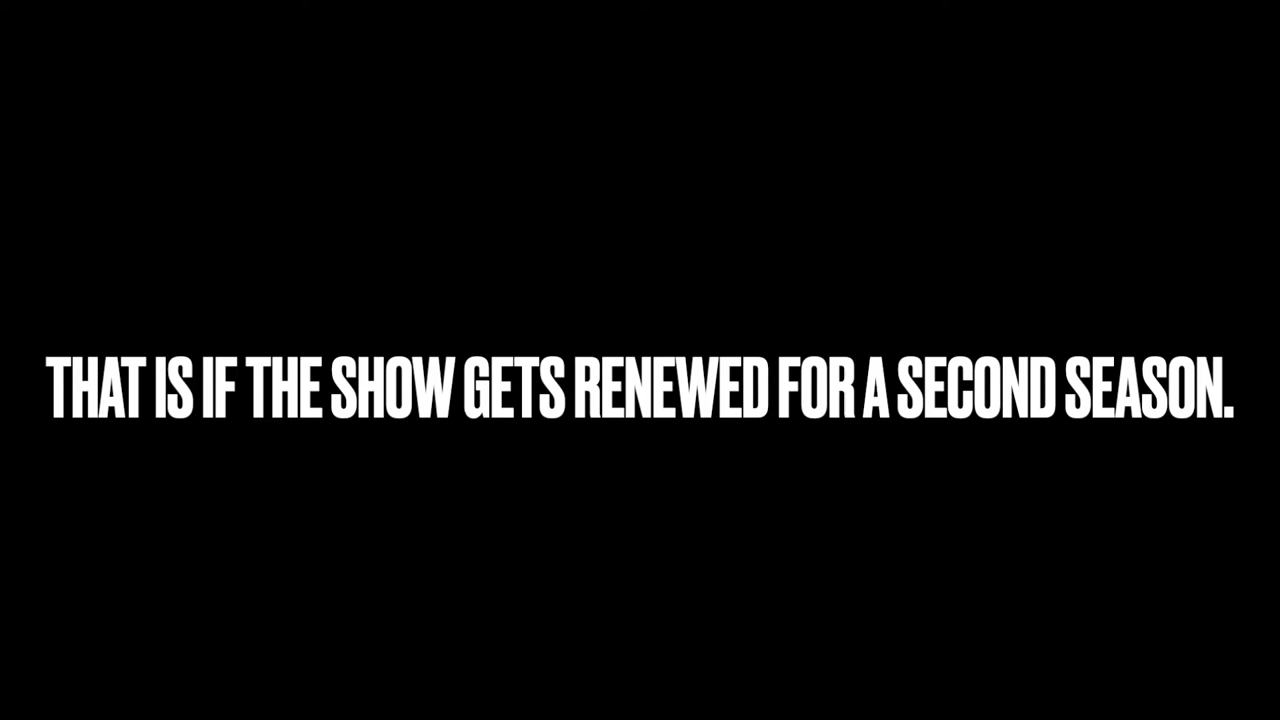 THAT IS IF THE SHOW GETS RENEWED FOR A SECOND SEASON.